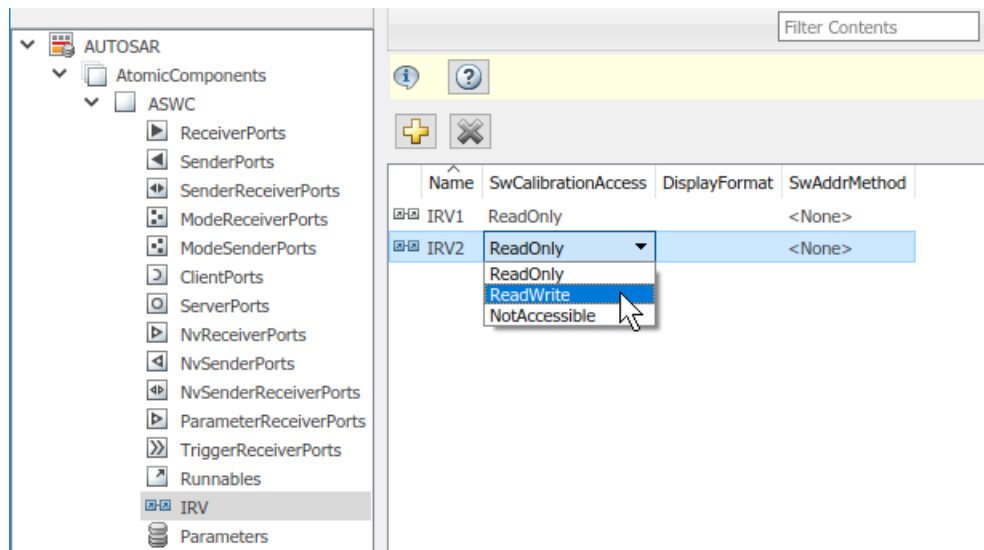 Filter Contents
AUTOSAR
AtomicComponents
ASWC
ReceiverPorts
SenderPorts
SenderReceiverPorts
ModeReceiverPorts
ModeSenderPorts
ClientPorts
ServerPorts
NvReceiverPorts
NvSenderPorts
NvSenderReceiverPorts
ParameterReceiverPorts
TriggerReceiverPorts
Runnables
IRV
Parameters
Name SwCalibrationAccess DisplayFormat SwAddrMethod
IRV1 ReadOnly <None>
IRV2 ReadOnly <None>
ReadOnly
ReadWrite
NotAccessible